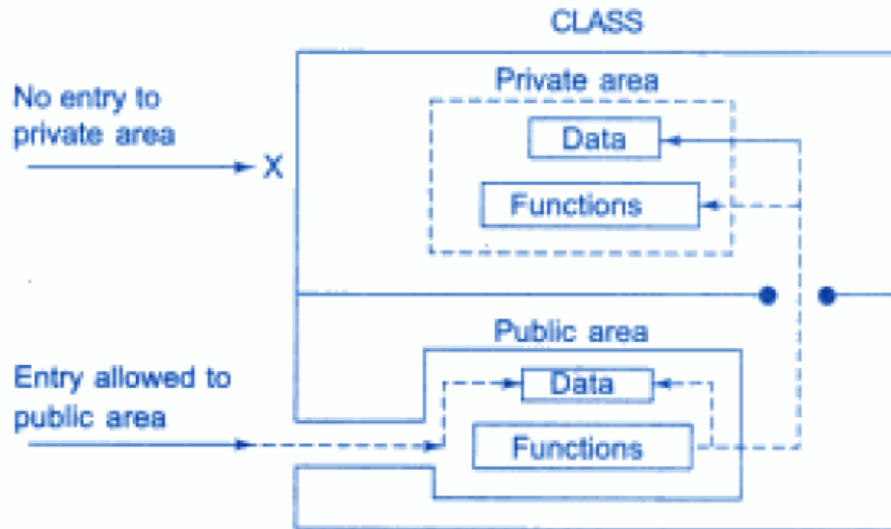 CLASS
Private area
No entry to
private area
X
Data
Functions
Public area
Entry allowed to
public area
Data
Functions